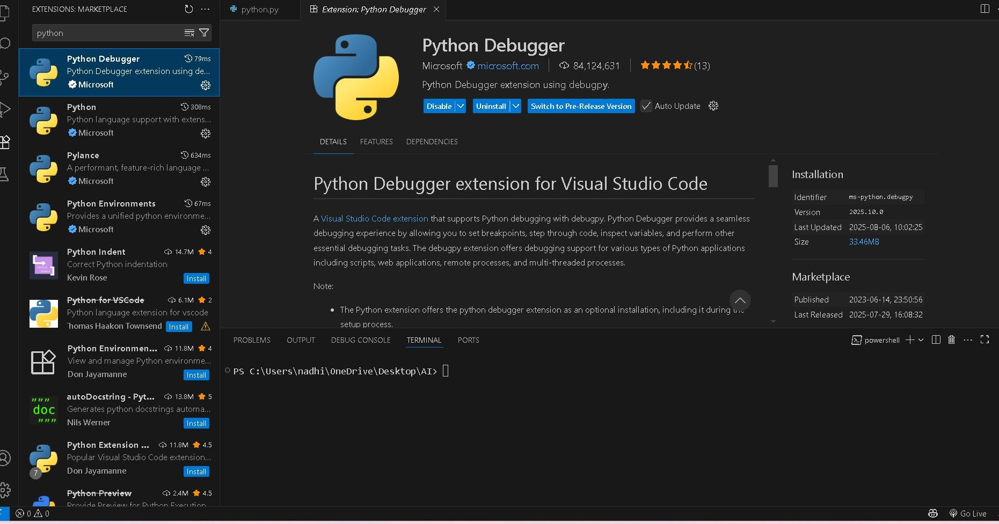 EXTENSIONS: MARKETPLACE
python
Python Debugger 79ms
Python Debugger extension using de...
Microsoft
Python 308ms
Python language support with extens...
Microsoft
Pylance 634ms
A performant, feature-rich language ...
Microsoft
Python Environments 67ms
Provides a unified python environme...
Microsoft
Python Indent 14.7M 4
Correct Python indentation
Kevin Rose Install
Python for VSCode 6.1M 2
Python language extension for vscode
Thomas Haakon Townsend Install
Python Environmen... 11.8M 4
View and manage Python environme...
Don Jayamanne Install
autoDocstring - Pyt... 13.8M 5
Generates python docstrings automa...
Nils Werner Install
""" doc """
Python Extension ... 11.8M 4.5
Popular Visual Studio Code extension...
Don Jayamanne Install
7
Python Preview 2.4M 4.5
Provide Preview for Python Execution
python.py
Extension: Python Debugger
Python Debugger
Microsoft microsoft.com 84,124,631 (13)
Python Debugger extension using debugpy.
Disable Uninstall Switch to Pre-Release Version Auto Update
DETAILS FEATURES DEPENDENCIES
Python Debugger extension for Visual Studio Code
A Visual Studio Code extension that supports Python debugging with debugpy. Python Debugger provides a seamless
debugging experience by allowing you to set breakpoints, step through code, inspect variables, and perform other
essential debugging tasks. The debugpy extension offers debugging support for various types of Python applications
including scripts, web applications, remote processes, and multi-threaded processes.
Note:
• The Python extension offers the python debugger extension as an optional installation, including it during the
setup process.
Installation
Identifier ms-python.debugpy
Version 2025.10.0
Last Updated 2025-08-06, 10:02:25
Size 33.46MB
Marketplace
Published 2023-06-14, 23:50:56
Last Released 2025-07-29, 16:08:32
PROBLEMS OUTPUT DEBUG CONSOLE TERMINAL PORTS
powershell
PS C:\Users\nadhi\OneDrive\Desktop\AI>
0 0
Go Live